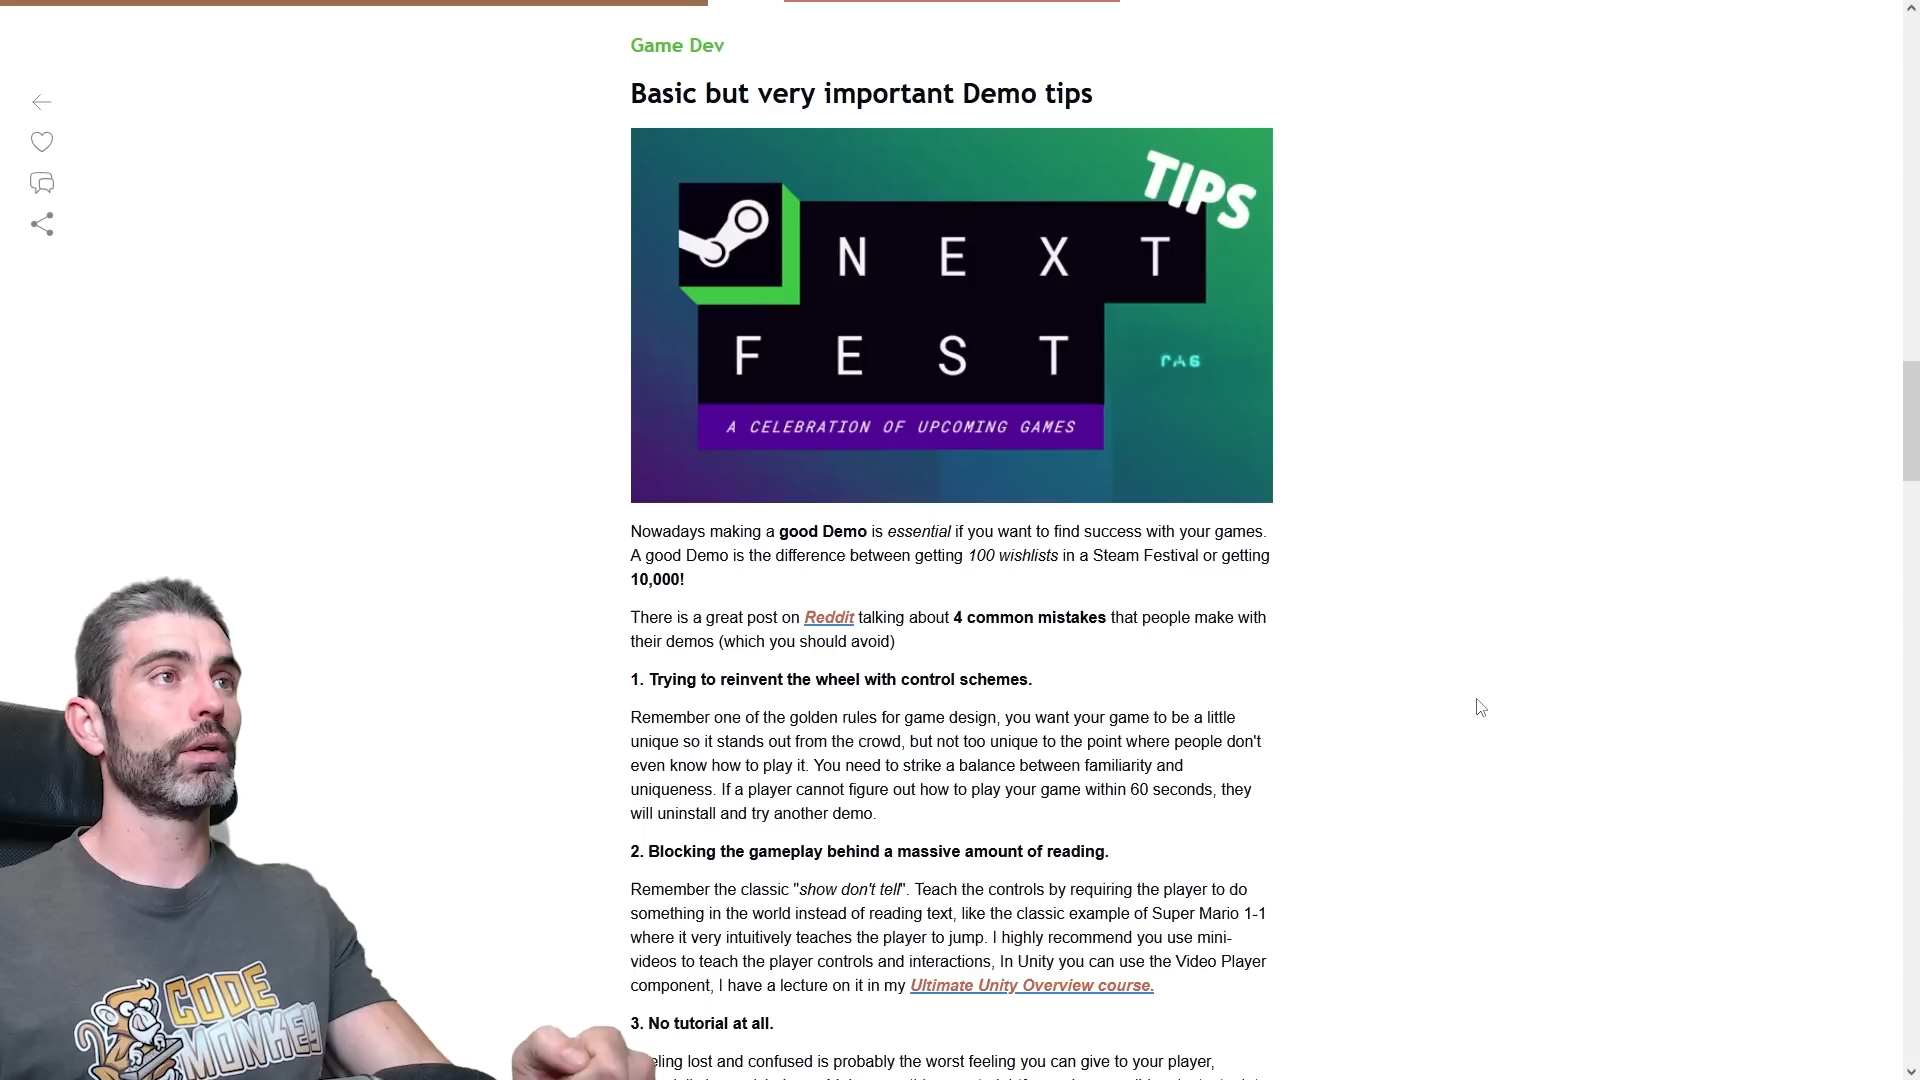 Game Dev
Basic but very important Demo tips
TIPS
N E X T
F E S T
A CELEBRATION OF UPCOMING GAMES
Nowadays making a good Demo is essential if you want to find success with your games.
A good Demo is the difference between getting 100 wishlists in a Steam Festival or getting
10,000!
There is a great post on Reddit talking about 4 common mistakes that people make with
their demos (which you should avoid)
1. Trying to reinvent the wheel with control schemes.
Remember one of the golden rules for game design, you want your game to be a little
unique so it stands out from the crowd, but not too unique to the point where people don't
even know how to play it. You need to strike a balance between familiarity and
uniqueness. If a player cannot figure out how to play your game within 60 seconds, they
will uninstall and try another demo.
2. Blocking the gameplay behind a massive amount of reading.
Remember the classic "show don't tell". Teach the controls by requiring the player to do
something in the world instead of reading text, like the classic example of Super Mario 1-1
where it very intuitively teaches the player to jump. I highly recommend you use mini-
videos to teach the player controls and interactions, In Unity you can use the Video Player
component, I have a lecture on it in my Ultimate Unity Overview course.
3. No tutorial at all.
lost and confused is probably the worst feeling you can give to your player,
CODE
MONKEY